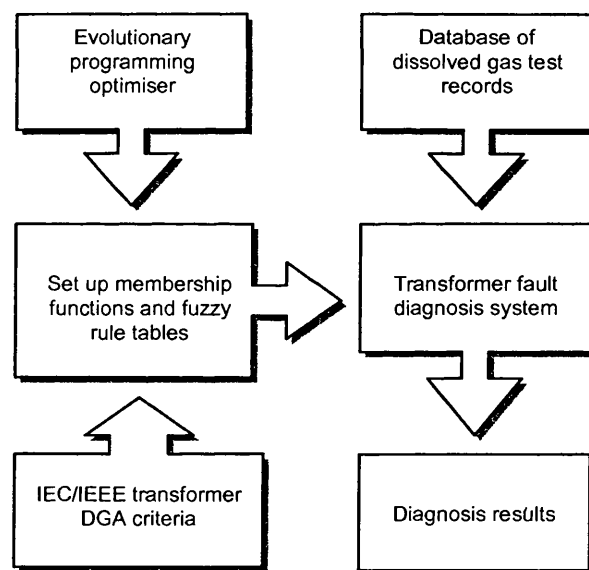 Evolutionary
programming
optimiser
Database of
dissolved gas test
records
Set up membership
functions and fuzzy
rule tables
Transformer fault
diagnosis system
IEC/IEEE transformer
DGA criteria
Diagnosis results